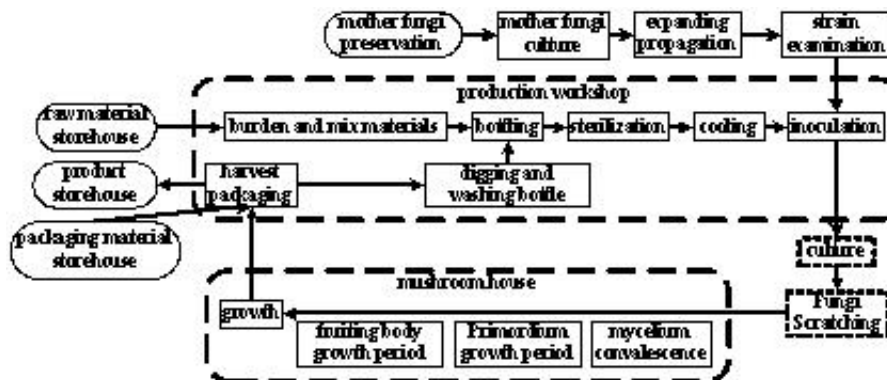 mother fungi
preservation
mother fungi
culture
expanding
propagation
strain
examination
production workshop
raw material
storehouse
burden and mix materials
bottling
sterilization
cooling
inoculation
product
storehouse
harvest
packaging
digging and
washing bottle
packaging material
storehouse
culture
mushroom house
growth
Fungi
Scratching
fruiting body
growth period
Primordium
growth period
mycelium
convalescence